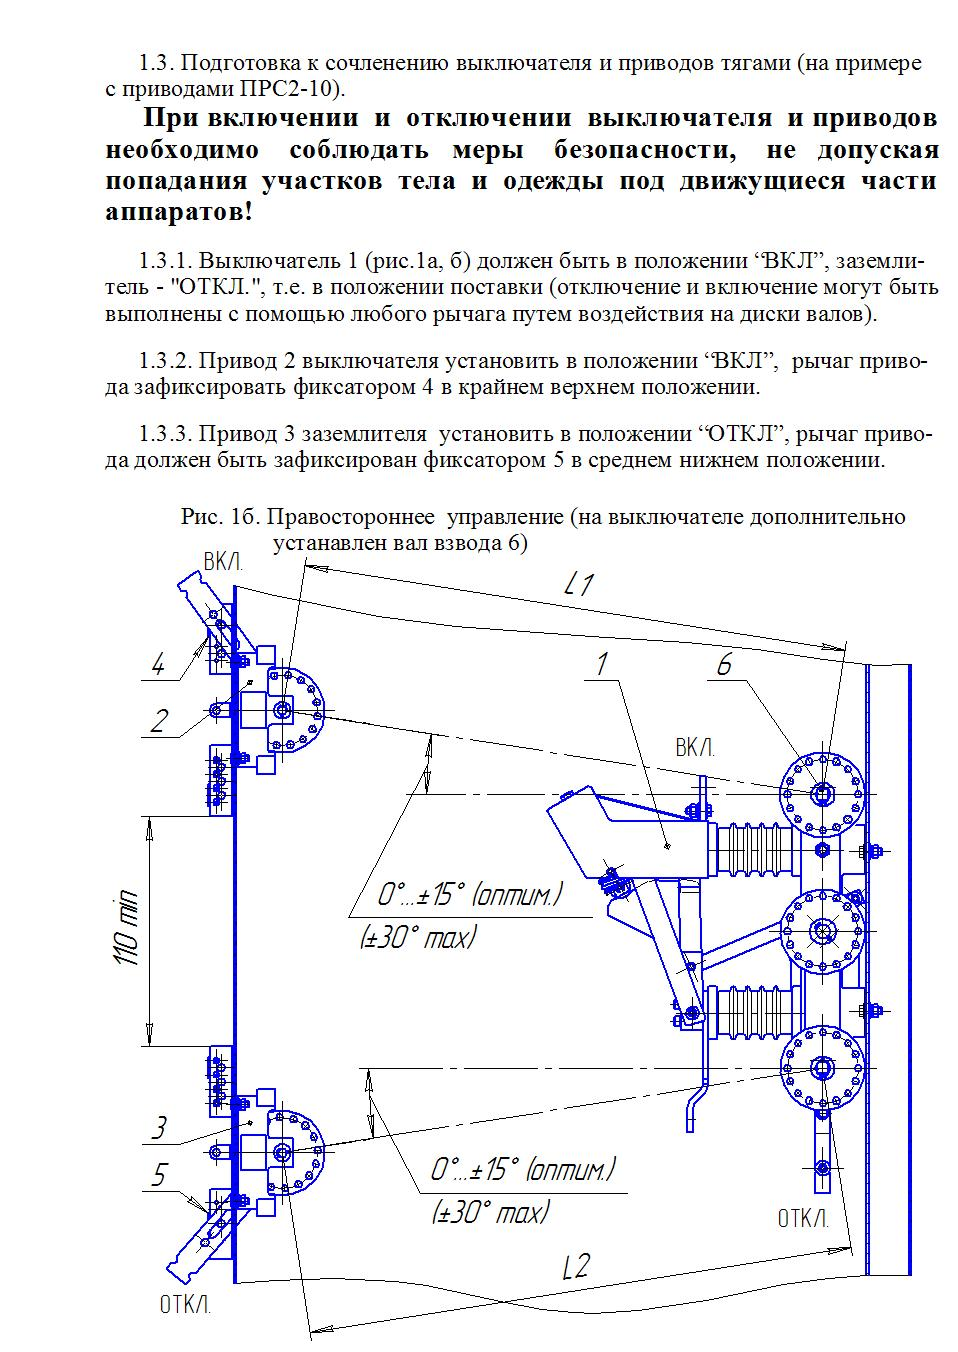 1.3. Подготовка к сочленению выключателя и приводов тягами (на примере
с приводами ПРС2-10).
При включении и отключении выключателя и приводов
необходимо соблюдать меры безопасности, не допуская
попадания участков тела и одежды под движущиеся части
аппаратов!
1.3.1. Выключатель 1 (рис.1а, б) должен быть в положении “ВКЛ”, заземли-
тель - "ОТКЛ.", т.е. в положении поставки (отключение и включение могут быть
выполнены с помощью любого рычага путем воздействия на диски валов).
1.3.2. Привод 2 выключателя установить в положении “ВКЛ”, рычаг приво-
да зафиксировать фиксатором 4 в крайнем верхнем положении.
1.3.3. Привод 3 заземлителя установить в положении “ОТКЛ”, рычаг приво-
да должен быть зафиксирован фиксатором 5 в среднем нижнем положении.
Рис. 1б. Правостороннее управление (на выключателе дополнительно
устанавлен вал взвода 6)
ВКЛ.
L1
4
1
6
2
ВКЛ.
0°...±15° (оптим.)
(±30° max)
110 min
3
5
0°...±15° (оптим.)
(±30° max)
ОТКЛ.
L2
ОТКЛ.